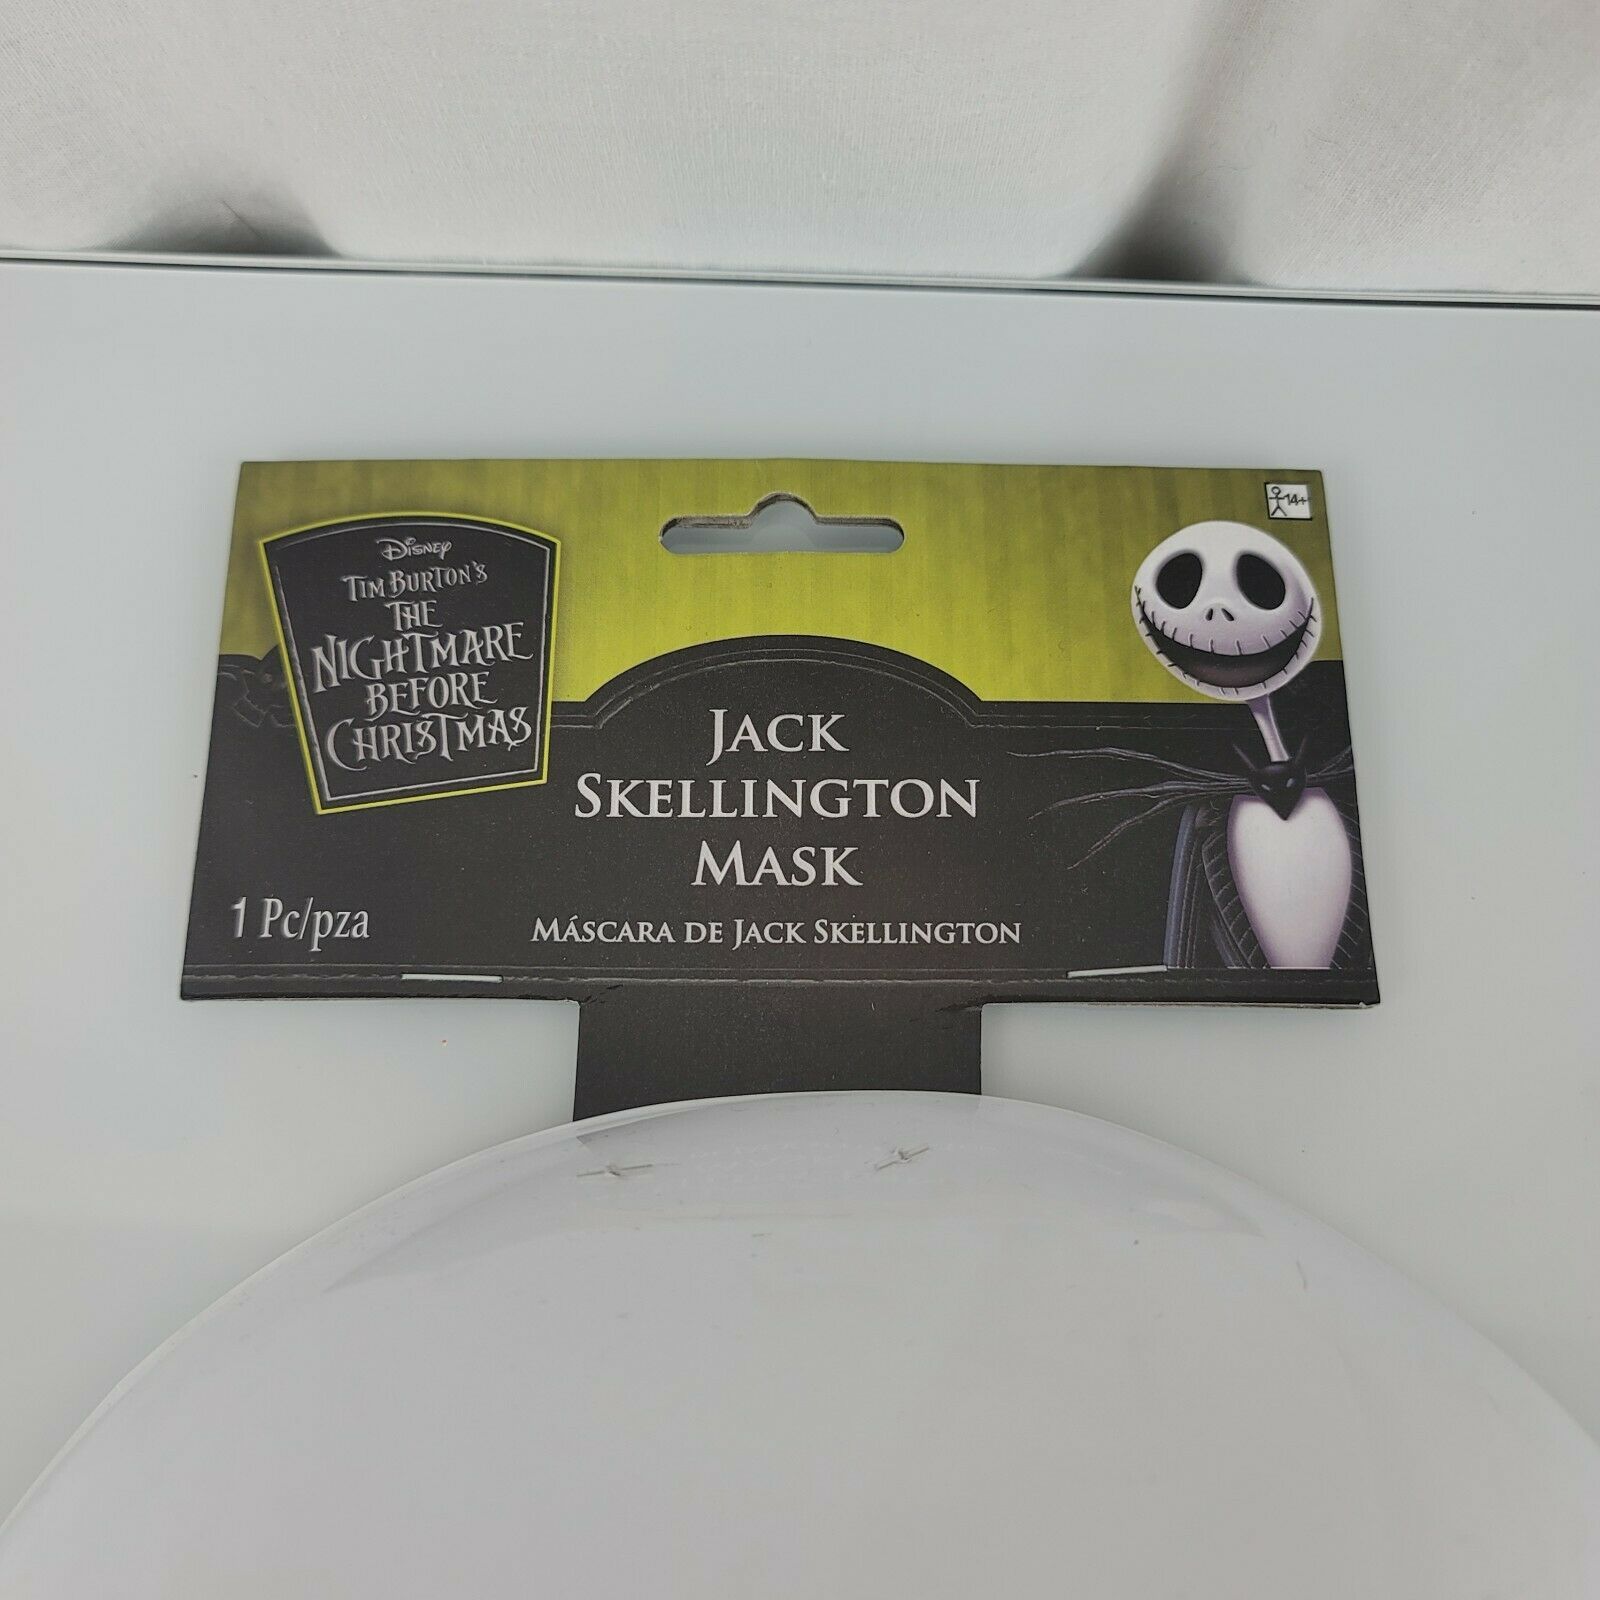 Disney
Tim Burton's
The
Nightmare
Before
Christmas
14+
Jack
Skellington
Mask
1 Pc/pza
Máscara de Jack Skellington